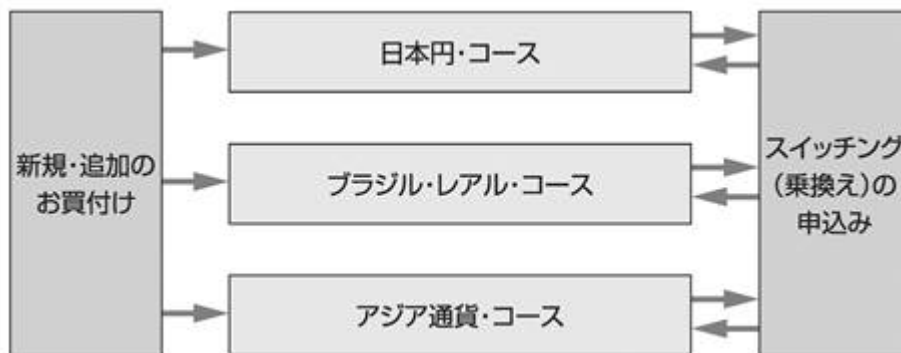 新規・追加の
お買付け
日本円・コース
ブラジル・レアル・コース
アジア通貨・コース
スイッチング
(乗換え)の
申込み